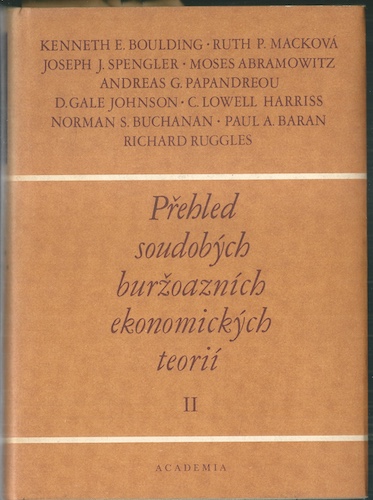 KENNETH E. BOULDING · RUTH P. MACKOVÁ
JOSEPH J. SPENGLER · MOSES ABRAMOWITZ
ANDREAS G. PAPANDREOU
D. GALE JOHNSON · C. LOWELL HARRISS
NORMAN S. BUCHANAN · PAUL A. BARAN
RICHARD RUGGLES
Přehled
soudobých
buržoazních
ekonomických
teorií
II
ACADEMIA